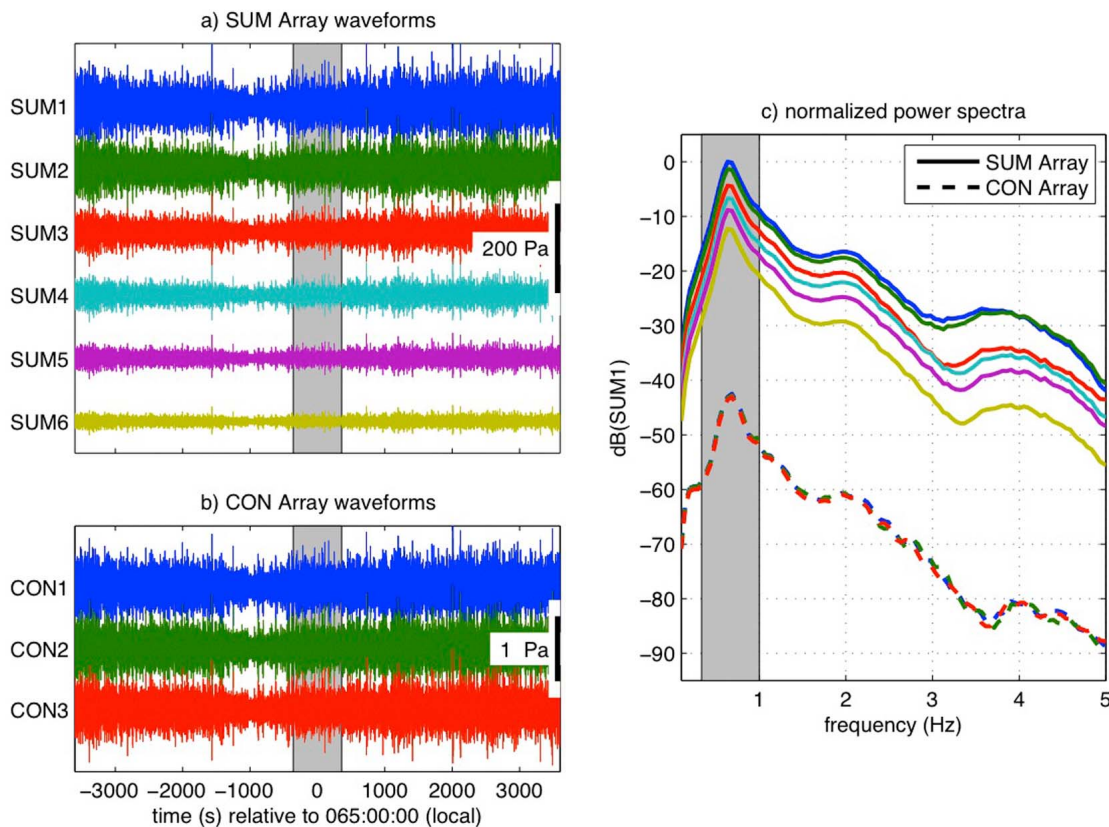 a) SUM Array waveforms
SUM1
SUM2
SUM3
200 Pa
SUM4
SUM5
SUM6
b) CON Array waveforms
CON1
CON2
1 Pa
CON3
−3000 −2000 −1000 0 1000 2000 3000
time (s) relative to 065:00:00 (local)
c) normalized power spectra
SUM Array
CON Array
0
−10
−20
−30
−40
−50
−60
−70
−80
−90
dB(SUM1)
1 2 3 4 5
frequency (Hz)